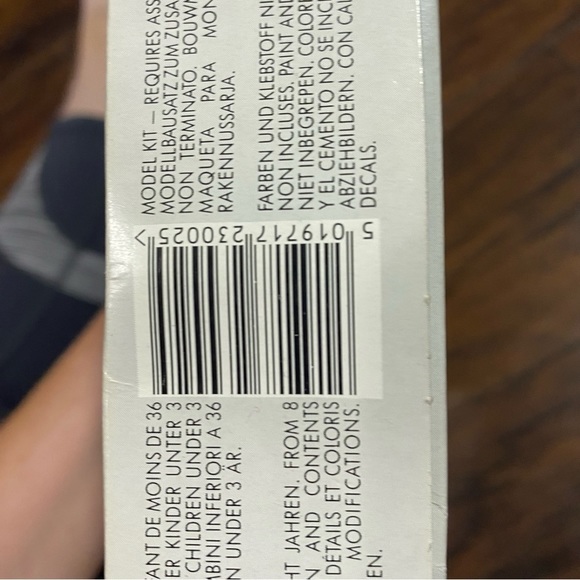 ANT DE MOINS DE 36
ER KINDER UNTER 3
CHILDREN UNDER 3
MBINI INFERIORI A 36
N UNDER 3 ÅR.
HT JAHREN. FROM 8
N AND CONTENTS
DÉTAILS ET COLORIS
MODIFICATIONS.
EN.
5 019717 230025 >
MODEL KIT – REQUIRES ASS
MODELLBAUSATZ ZUM ZUSA
NON TERMINATO. BOUWM
MAQUETA PARA MON
RAKENNUSSARJA.
FARBEN UND KLEBSTOFF NI
NON INCLUSES. PAINT AND
NIET INBEGREPEN. COLORE
Y EL CEMENTO NO SE INCL
ABZIEHBILDERN. CON CAL
DECALS.